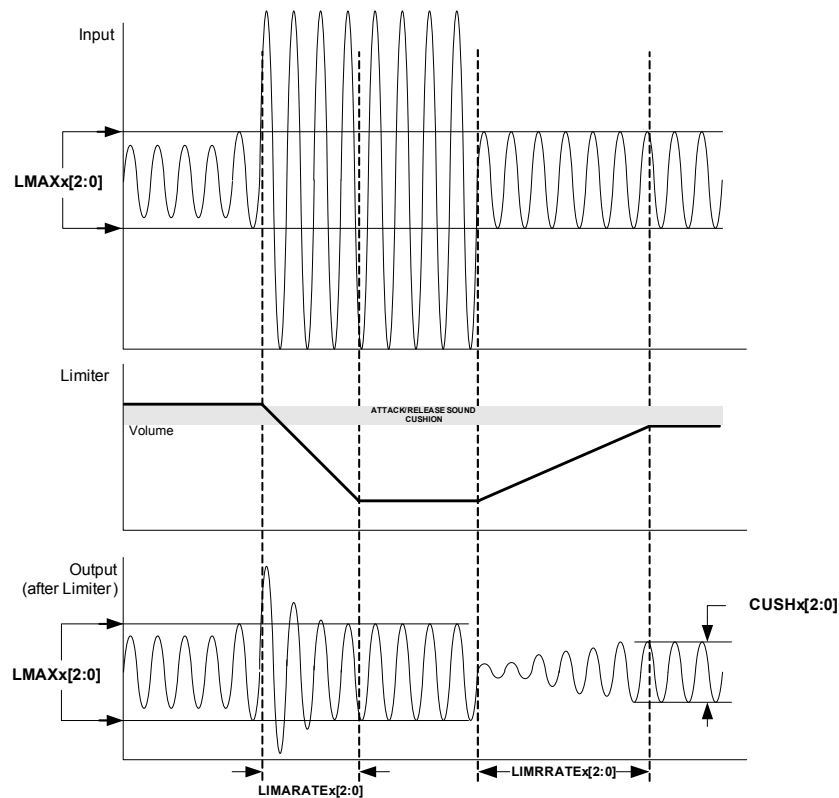 Input
LMAXx[2:0]
Limiter
ATTACK/RELEASE SOUND
CUSHION
Volume
Output
(after Limiter)
CUSHx[2:0]
LMAXx[2:0]
LIMARATEx[2:0]
LIMRRATEx[2:0]